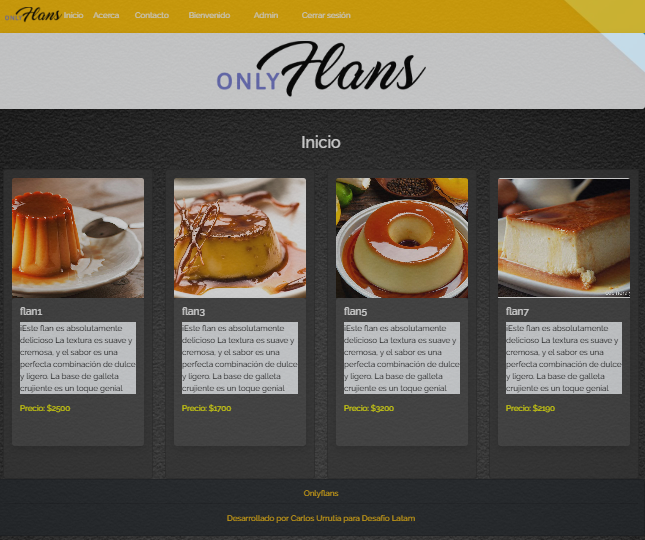 ONLY Flans Inicio Acerca Contacto Bienvenido Admin Cerrar sesión
ONLY Flans
Inicio
flan1
¡Este flan es absolutamente
delicioso La textura es suave y
cremosa, y el sabor es una
perfecta combinación de dulce
y ligero. La base de galleta
crujiente es un toque genial
Precio: $2500
flan3
¡Este flan es absolutamente
delicioso La textura es suave y
cremosa, y el sabor es una
perfecta combinación de dulce
y ligero. La base de galleta
crujiente es un toque genial
Precio: $1700
flan5
¡Este flan es absolutamente
delicioso La textura es suave y
cremosa, y el sabor es una
perfecta combinación de dulce
y ligero. La base de galleta
crujiente es un toque genial
Precio: $3200
flan7
¡Este flan es absolutamente
delicioso La textura es suave y
cremosa, y el sabor es una
perfecta combinación de dulce
y ligero. La base de galleta
crujiente es un toque genial
Precio: $2190
Onlyflans
Desarrollado por Carlos Urrutia para Desafío Latam